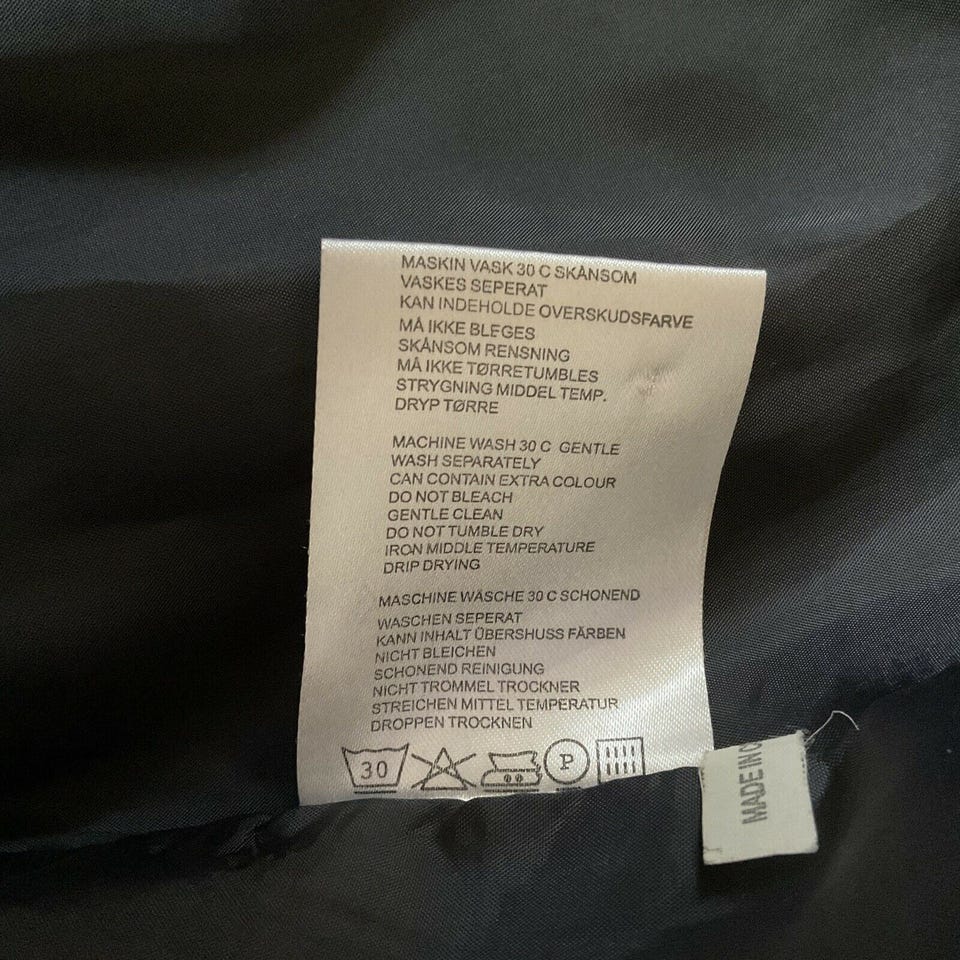 MASKIN VASK 30 C SKÅNSOM
VASKES SEPERAT
KAN INDEHOLDE OVERSKUDSFARVE
MÅ IKKE BLEGES
SKÅNSOM RENSNING
MÅ IKKE TØRRETUMBLES
STRYGNING MIDDEL TEMP.
DRYP TØRRE
MACHINE WASH 30 C GENTLE
WASH SEPARATELY
CAN CONTAIN EXTRA COLOUR
DO NOT BLEACH
GENTLE CLEAN
DO NOT TUMBLE DRY
IRON MIDDLE TEMPERATURE
DRIP DRYING
MASCHINE WÄSCHE 30 C SCHONEND
WASCHEN SEPERAT
KANN INHALT ÜBERSHUSS FÄRBEN
NICHT BLEICHEN
SCHONEND REINIGUNG
NICHT TROMMEL TROCKNER
STREICHEN MITTEL TEMPERATUR
DROPPEN TROCKNEN
30 P
MADE IN